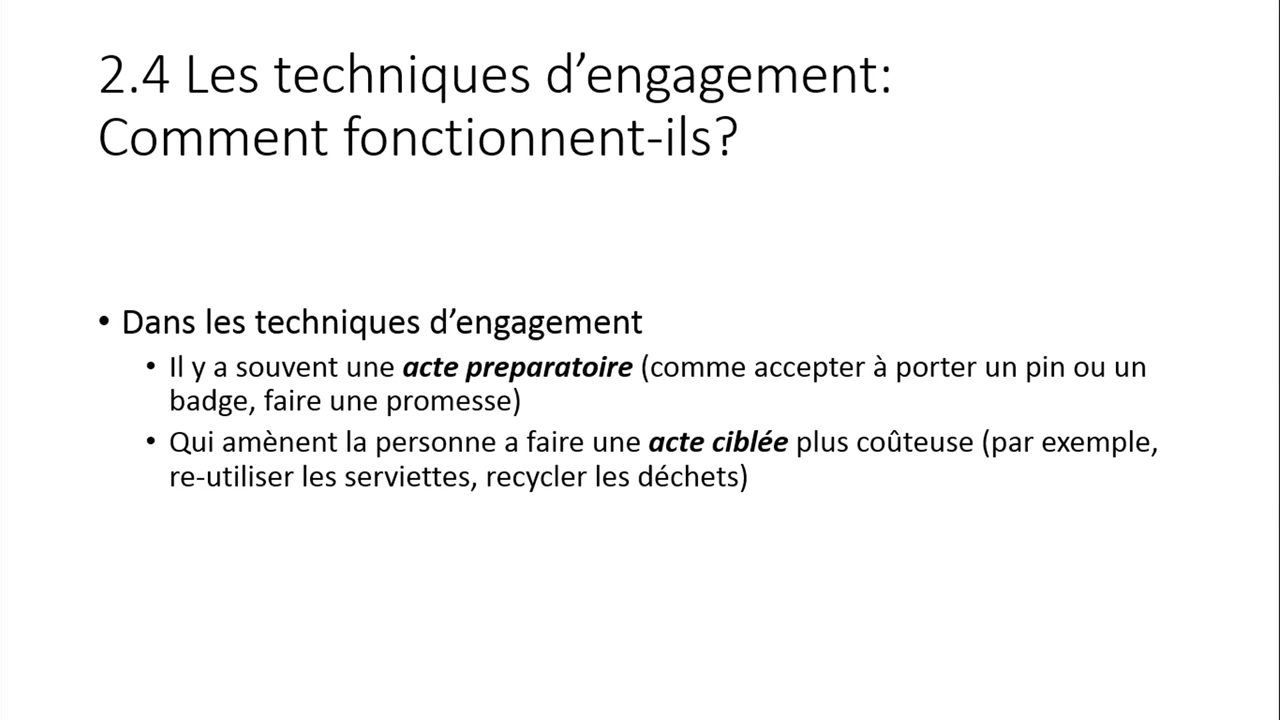 2.4 Les techniques d’engagement:
Comment fonctionnent-ils?
• Dans les techniques d’engagement
• Il y a souvent une acte preparatoire (comme accepter à porter un pin ou un
badge, faire une promesse)
• Qui amènent la personne a faire une acte ciblée plus coûteuse (par exemple,
re-utiliser les serviettes, recycler les déchets)